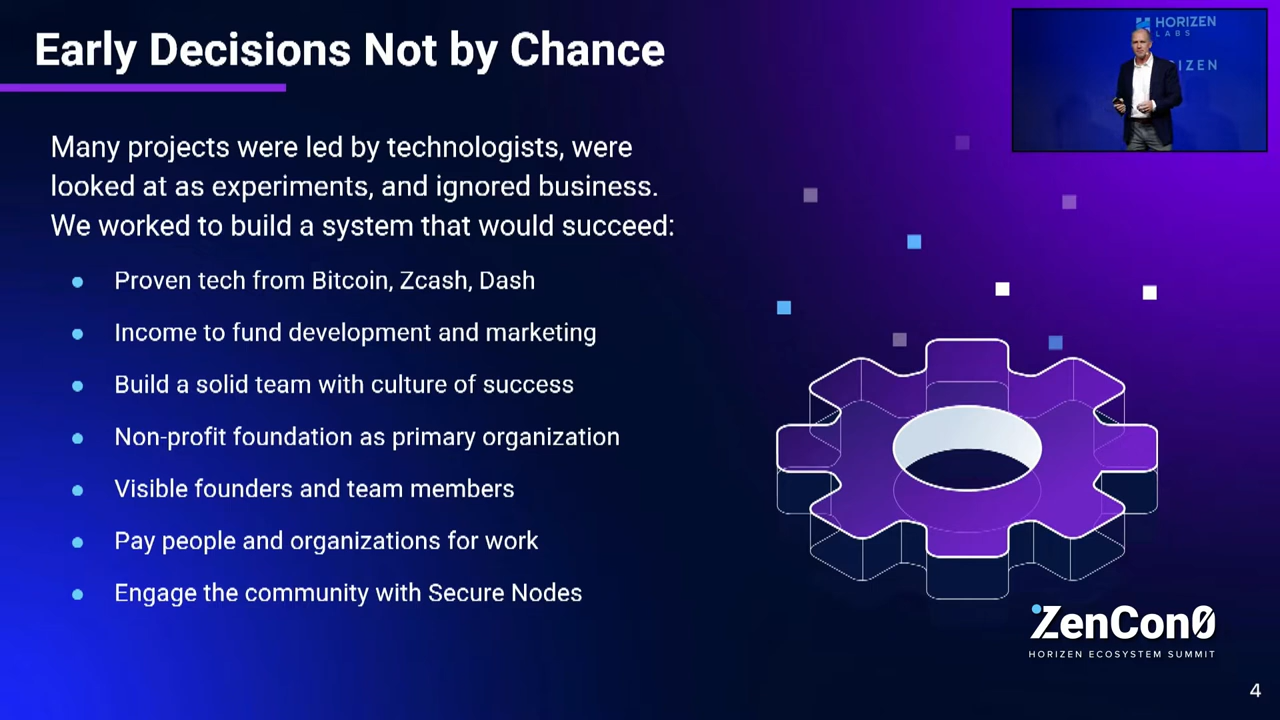 Early Decisions Not by Chance
HORIZEN
LABS
IZEN
Many projects were led by technologists, were
looked at as experiments, and ignored business.
We worked to build a system that would succeed:
Proven tech from Bitcoin, Zcash, Dash
Income to fund development and marketing
Build a solid team with culture of success
Non-profit foundation as primary organization
Visible founders and team members
Pay people and organizations for work
Engage the community with Secure Nodes
ZenCon0
HORIZEN ECOSYSTEM SUMMIT
4